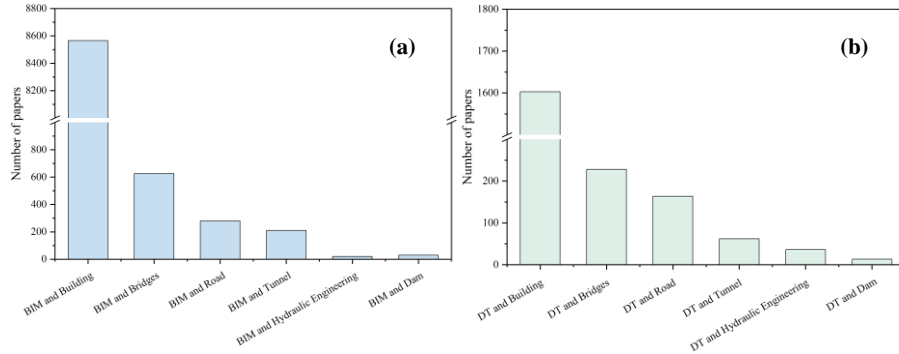 (a)
Number of papers
8800
8600
8400
8200
800
600
400
200
0
BIM and Building
BIM and Bridges
BIM and Road
BIM and Tunnel
BIM and Hydraulic Engineering
BIM and Dam
(b)
Number of papers
1800
1700
1600
200
100
0
DT and Building
DT and Bridges
DT and Road
DT and Tunnel
DT and Hydraulic Engineering
DT and Dam